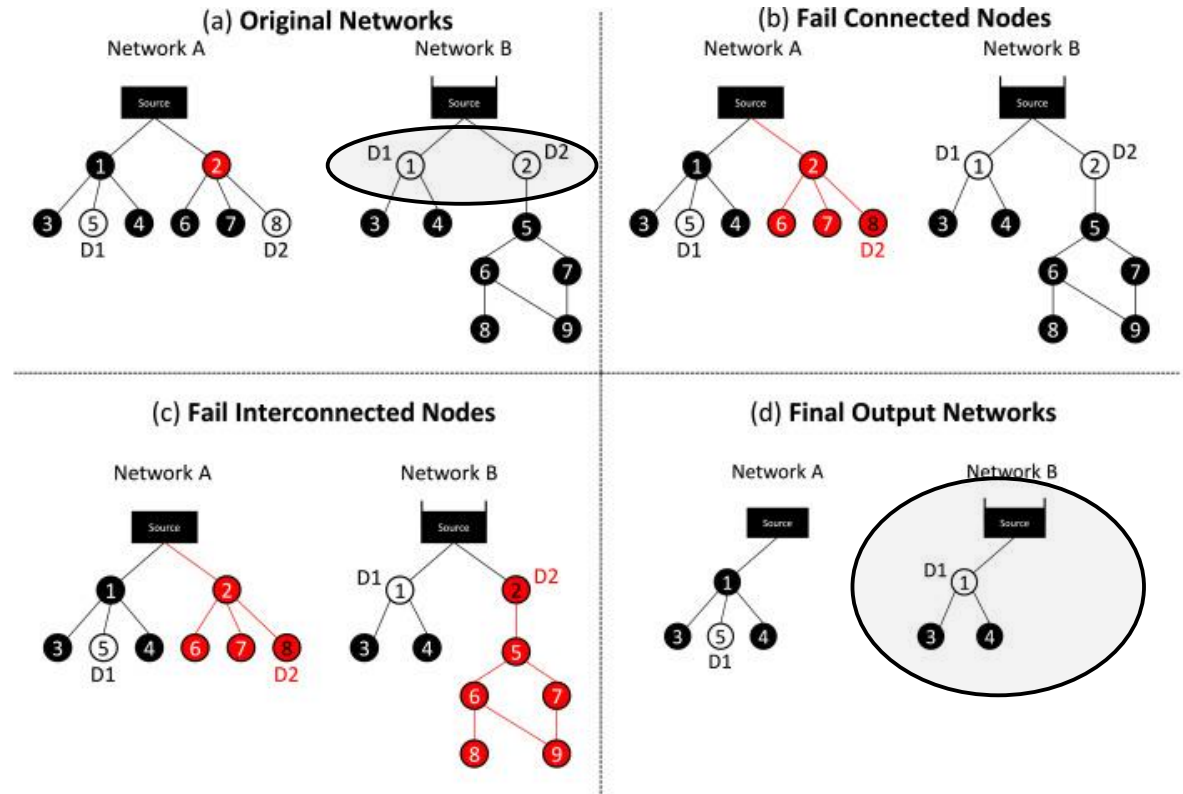 (a) Original Networks
Network A
Network B
Source
Source
D1
1
2
D2
1
2
3
5
4
6
7
8
D1
D2
3
4
5
6
7
8
9
(b) Fail Connected Nodes
Network A
Network B
Source
Source
1
2
D1
1
2
D2
3
5
4
6
7
8
D1
D2
3
4
5
6
7
8
9
(c) Fail Interconnected Nodes
Network A
Network B
Source
Source
1
2
D1
1
2
D2
3
5
4
6
7
8
D1
D2
3
4
5
6
7
8
9
(d) Final Output Networks
Network A
Network B
Source
Source
1
D1
1
3
5
4
D1
3
4